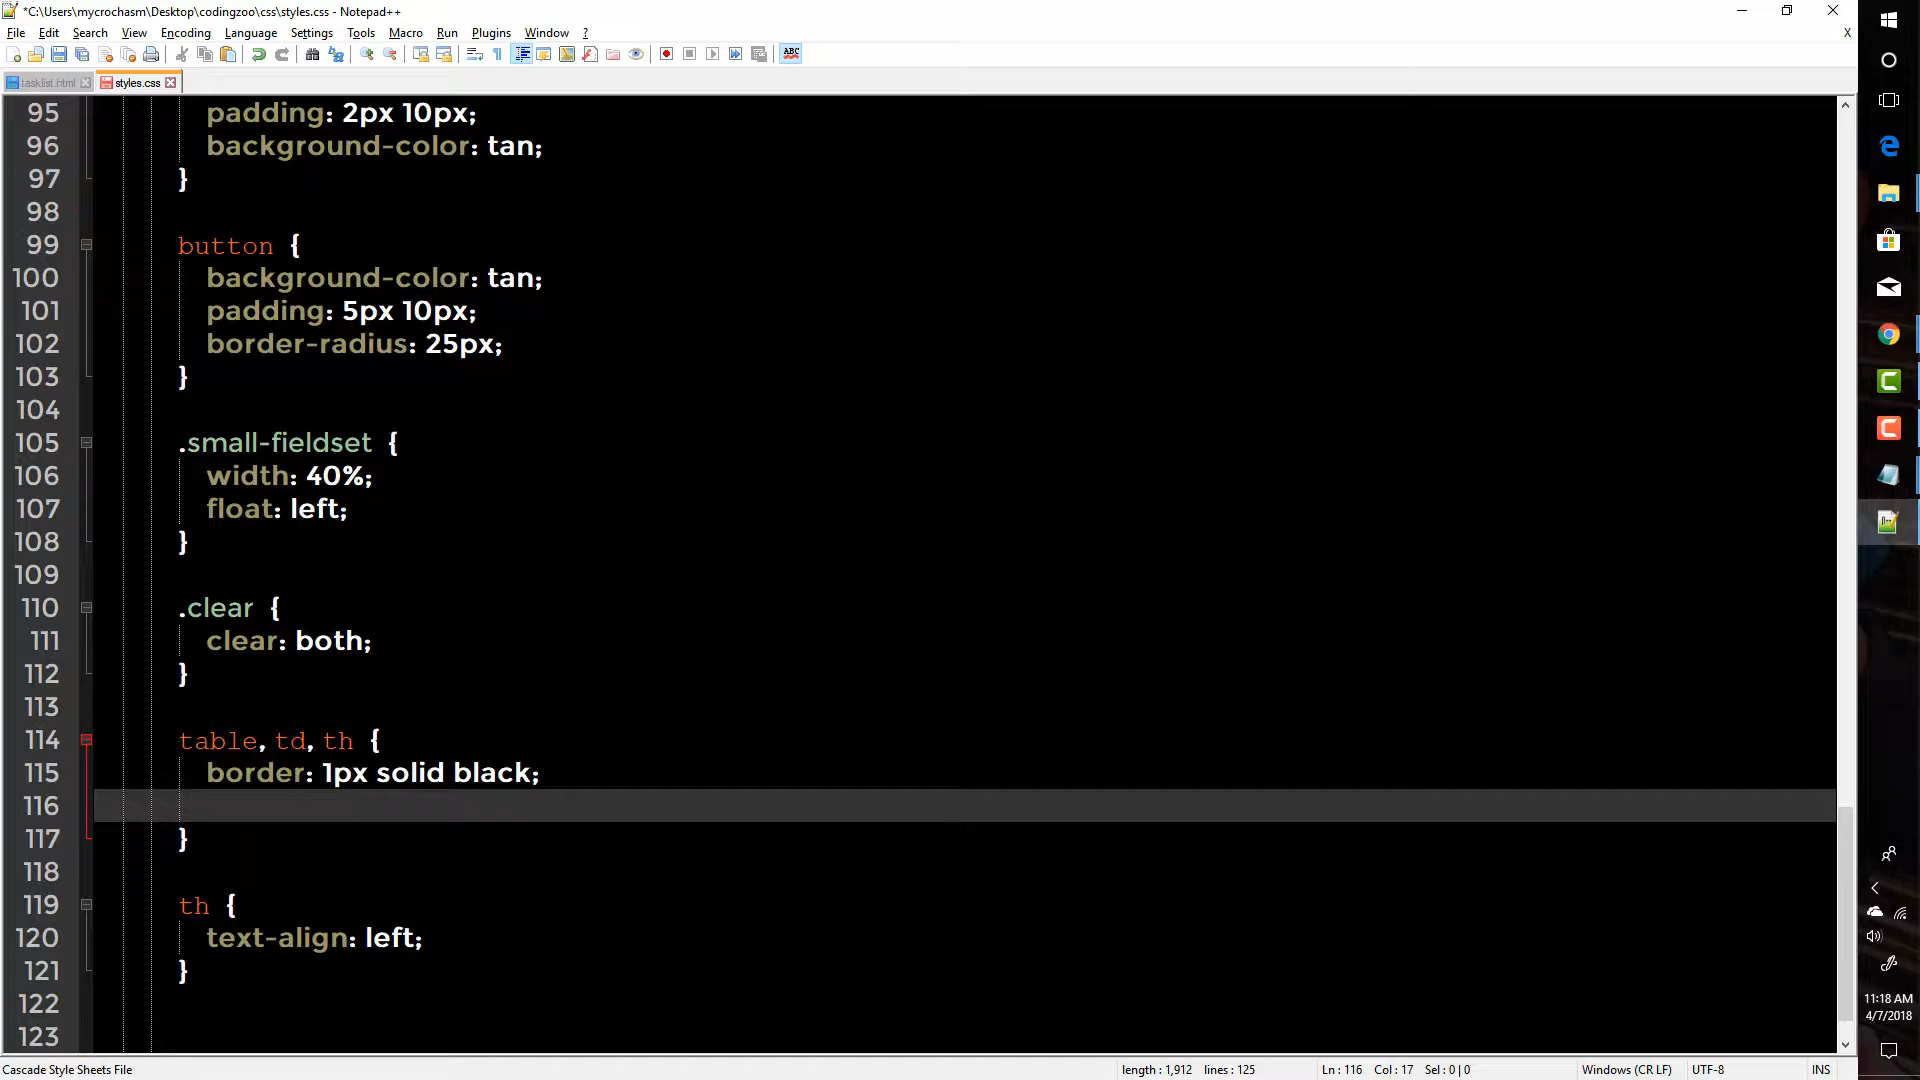 *C:\Users\mycrochasm\Desktop\codingzoo\css\styles.css - Notepad++
File Edit Search View Encoding Language Settings Tools Macro Run Plugins Window ? X
ABC
tasklist.html styles.css
95 padding: 2px 10px;
96 background-color: tan;
97 }
98
99 button {
100 background-color: tan;
101 padding: 5px 10px;
102 border-radius: 25px;
103 }
104
105 .small-fieldset {
106 width: 40%;
107 float: left;
108 }
109
110 .clear {
111 clear: both;
112 }
113
114 table, td, th {
115 border: 1px solid black;
116
117 }
118
119 th {
120 text-align: left;
121 }
122
123
11:18 AM
4/7/2018
Cascade Style Sheets File length : 1,912 lines : 125 Ln : 116 Col : 17 Sel : 0 | 0 Windows (CR LF) UTF-8 INS